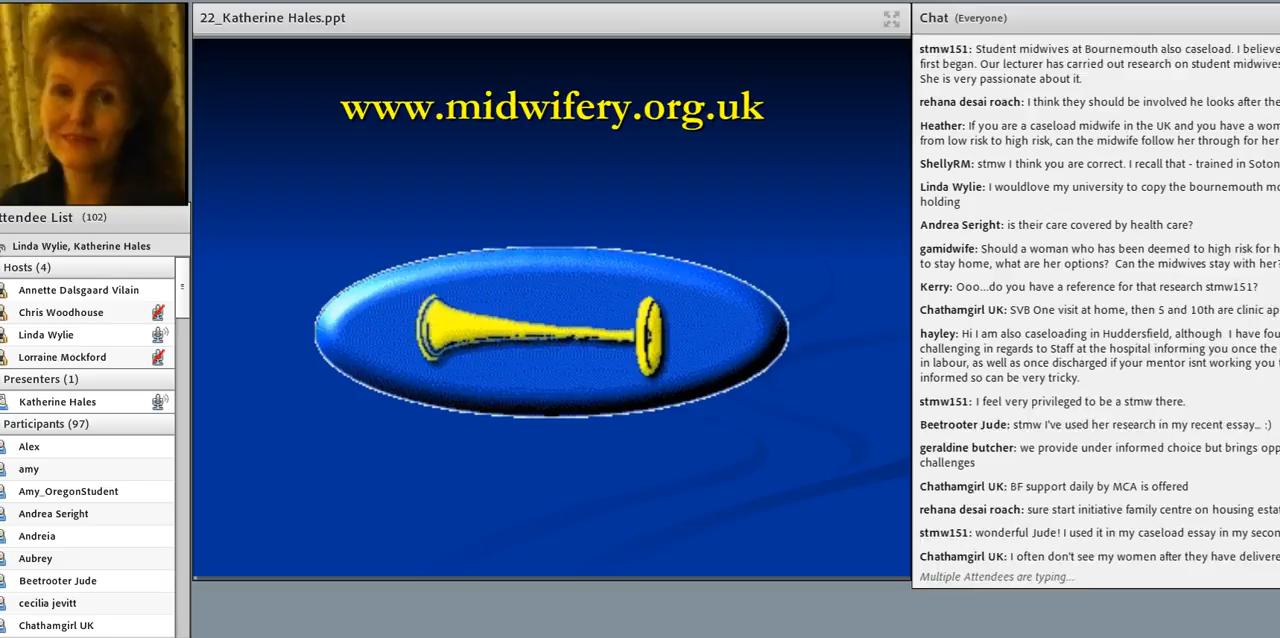 ttendee List (102)
Linda Wylie, Katherine Hales
Hosts (4)
Annette Dalsgaard Vilain
Chris Woodhouse
Linda Wylie
Lorraine Mockford
Presenters (1)
Katherine Hales
Participants (97)
Alex
amy
Amy_OregonStudent
Andrea Seright
Andreia
Aubrey
Beetrooter Jude
cecilia jevitt
Chathamgirl UK
22_Katherine Hales.ppt
www.midwifery.org.uk
Chat (Everyone)
stmw151: Student midwives at Bournemouth also caseload. I believe
first began. Our lecturer has carried out research on student midwives
She is very passionate about it.
rehana desai roach: I think they should be involved he looks after the
Heather: If you are a caseload midwife in the UK and you have a wom
from low risk to high risk, can the midwife follow her through for her
ShellyRM: stmw I think you are correct. I recall that - trained in Soton
Linda Wylie: I wouldlove my university to copy the bournemouth mo
holding
Andrea Seright: is their care covered by health care?
gamidwife: Should a woman who has been deemed to high risk for h
to stay home, what are her options? Can the midwives stay with her?
Kerry: Ooo...do you have a reference for that research stmw151?
Chathamgirl UK: SVB One visit at home, then 5 and 10th are clinic ap
hayley: Hi I am also caseloading in Huddersfield, although I have fou
challenging in regards to Staff at the hospital informing you once the
in labour, as well as once discharged if your mentor isnt working you
informed so can be very tricky.
stmw151: I feel very privileged to be a stmw there.
Beetrooter Jude: stmw I've used her research in my recent essay... :)
geraldine butcher: we provide under informed choice but brings opp
challenges
Chathamgirl UK: BF support daily by MCA is offered
rehana desai roach: sure start initiative family centre on housing esta
stmw151: wonderful Jude! I used it in my caseload essay in my secon
Chathamgirl UK: I often don't see my women after they have delivere
Multiple Attendees are typing...